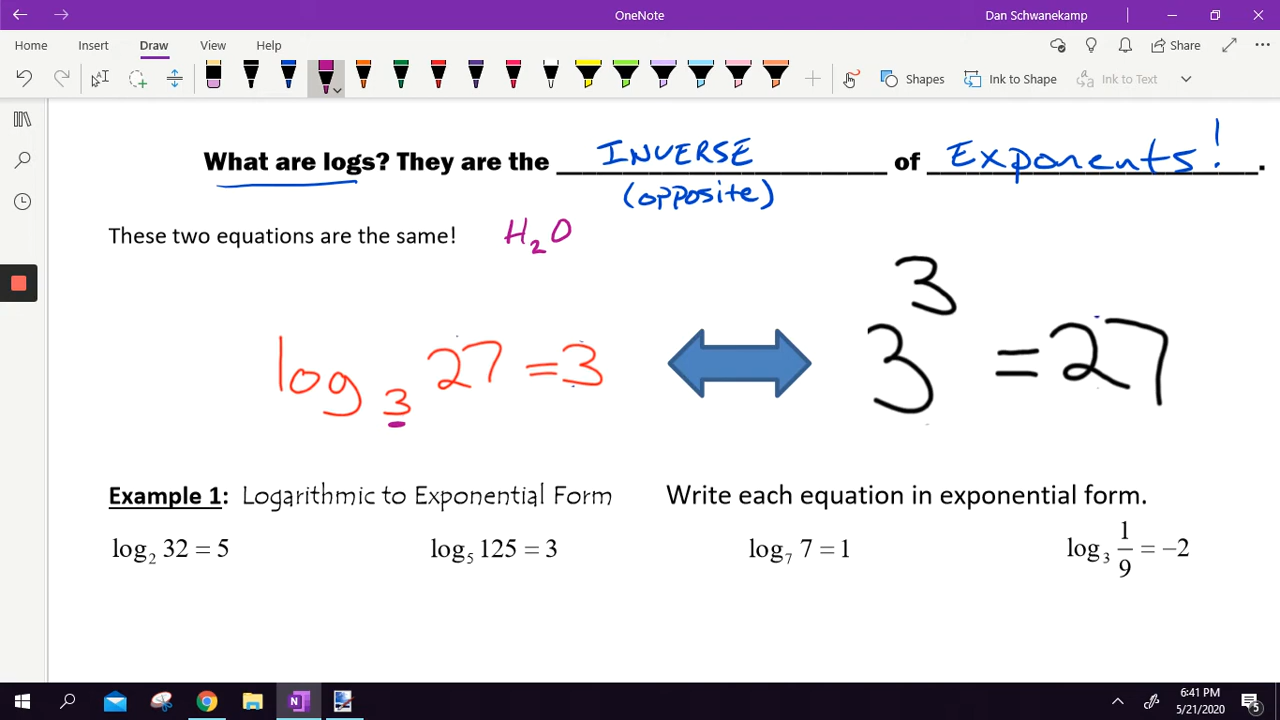 OneNote
Dan Schwanekamp
Home Insert Draw View Help
Share
Shapes Ink to Shape Ink to Text
What are logs? They are the INVERSE of Exponents! .
(opposite)
These two equations are the same! H₂O
log₃ 27 = 3 3³ = 27
Example 1: Logarithmic to Exponential Form Write each equation in exponential form.
log₂ 32 = 5 log₅ 125 = 3 log₇ 7 = 1 log₃ 1/9 = −2
6:41 PM
5/21/2020
5